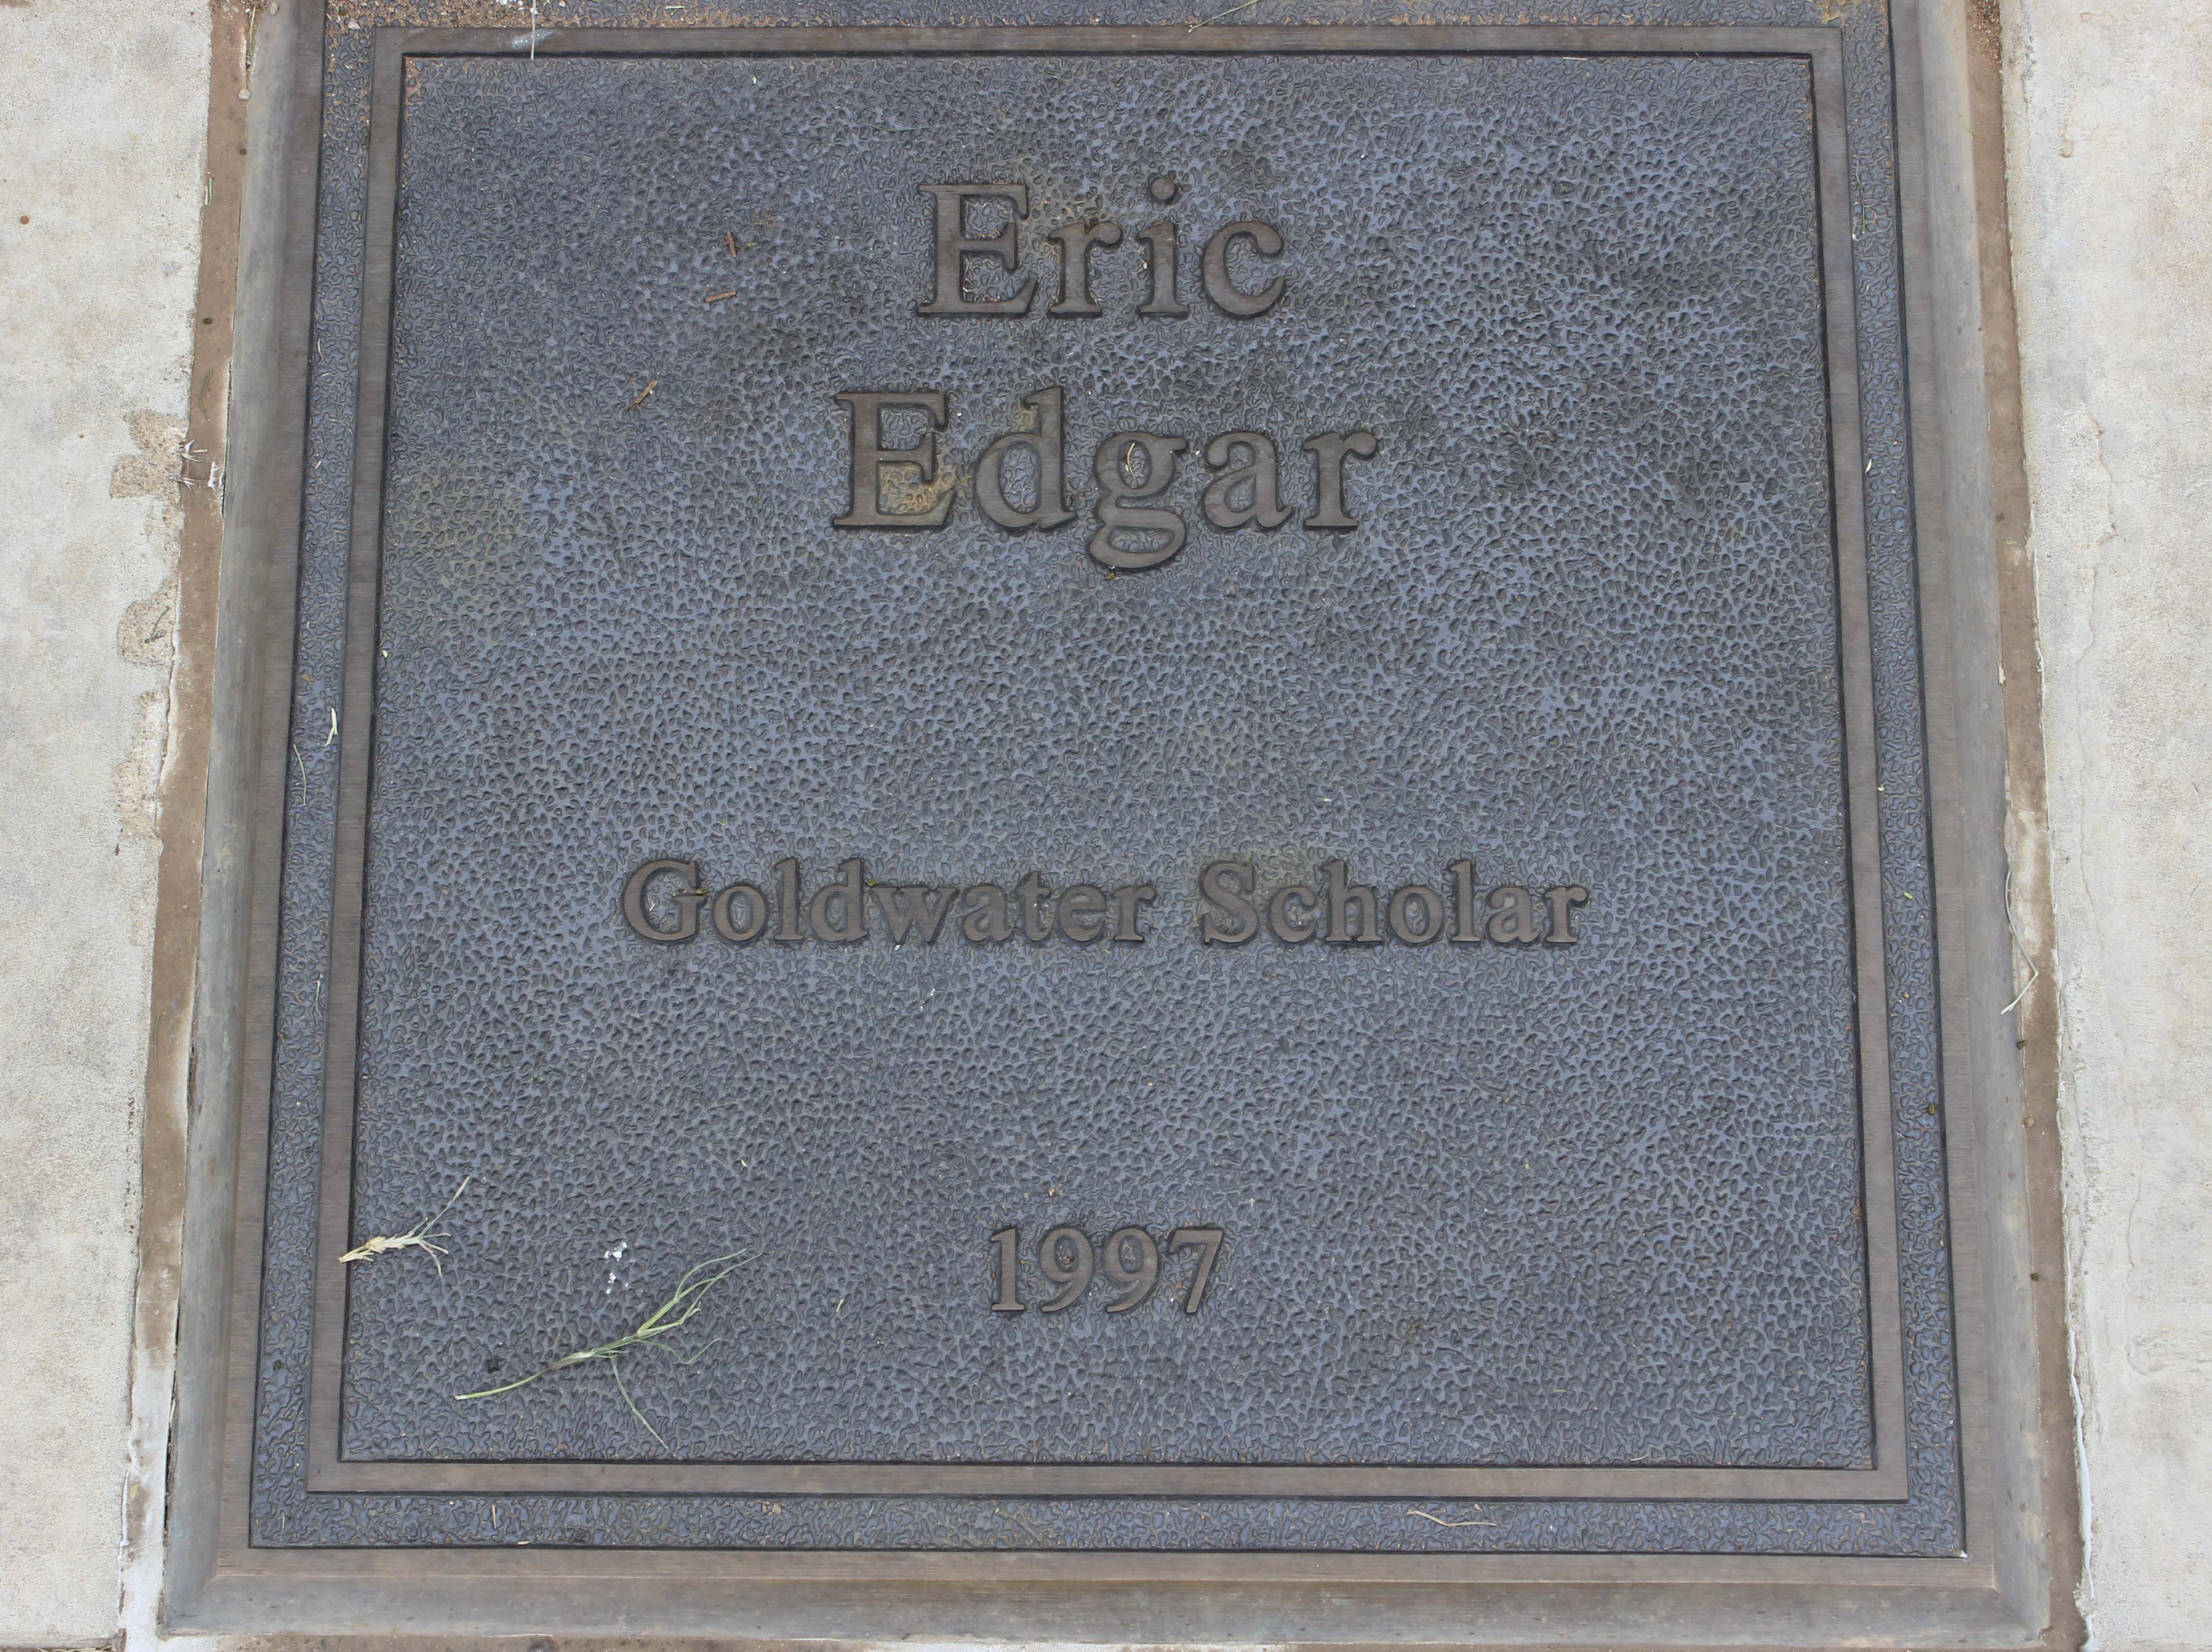 Eric
Edgar
Goldwater Scholar
1997